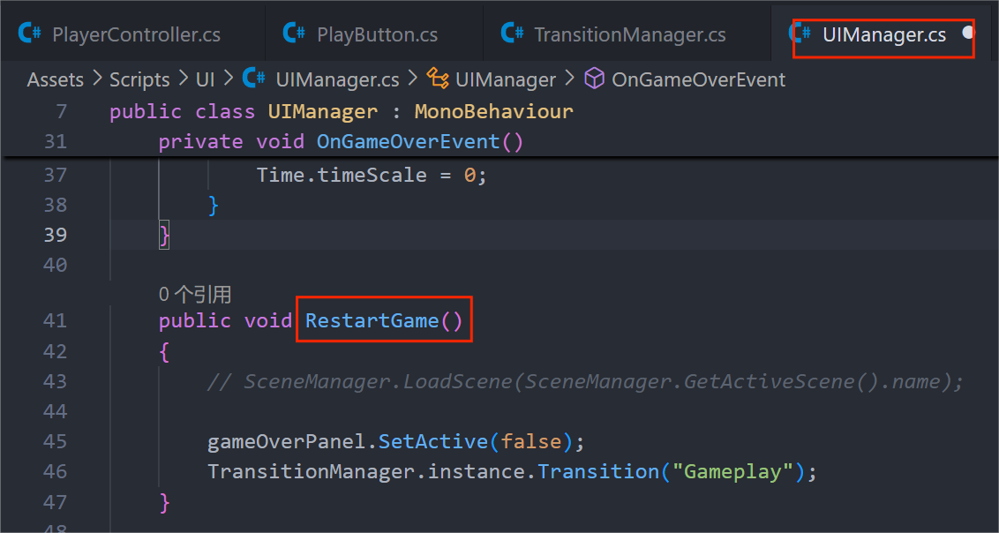 C# PlayerController.cs C# PlayButton.cs C# TransitionManager.cs C# UIManager.cs
Assets > Scripts > UI > C# UIManager.cs > UIManager > OnGameOverEvent
7 public class UIManager : MonoBehaviour
31 private void OnGameOverEvent()
37 Time.timeScale = 0;
38 }
39 }
40
0 个引用
41 public void RestartGame()
42 {
43 // SceneManager.LoadScene(SceneManager.GetActiveScene().name);
44
45 gameOverPanel.SetActive(false);
46 TransitionManager.instance.Transition("Gameplay");
47 }
48